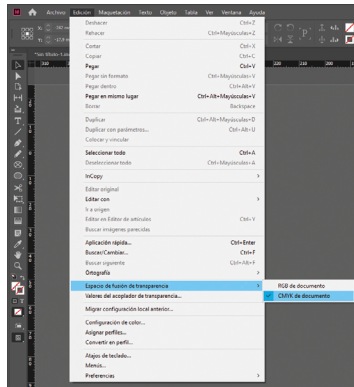 Archivo Edición Maquetación Texto Objeto Tabla Ver Ventana Ayuda
Deshacer Ctrl+Z
Rehacer Ctrl+Mayúsculas+Z
Cortar Ctrl+X
Copiar Ctrl+C
Pegar Ctrl+V
Pegar sin formato Ctrl+Mayúsculas+V
Pegar dentro Ctrl+Alt+V
Pegar en mismo lugar Ctrl+Alt+Mayúsculas+V
Borrar Backspace
Duplicar Ctrl+Alt+Mayúsculas+D
Duplicar con parámetros... Ctrl+Alt+U
Colocar y vincular
Seleccionar todo Ctrl+A
Deseleccionar todo Ctrl+Mayúsculas+A
InCopy
Editar original
Editar con
Ir a origen
Editar en Editor de artículos Ctrl+Y
Buscar imágenes parecidas
Aplicación rápida... Ctrl+Enter
Buscar/Cambiar... Ctrl+F
Buscar siguiente Ctrl+Alt+F
Ortografía
Espacio de fusión de transparencia RGB de documento
Valores del acoplador de transparencia... CMYK de documento
Migrar configuración local anterior...
Configuración de color...
Asignar perfiles...
Convertir en perfil...
Atajos de teclado...
Menús...
Preferencias